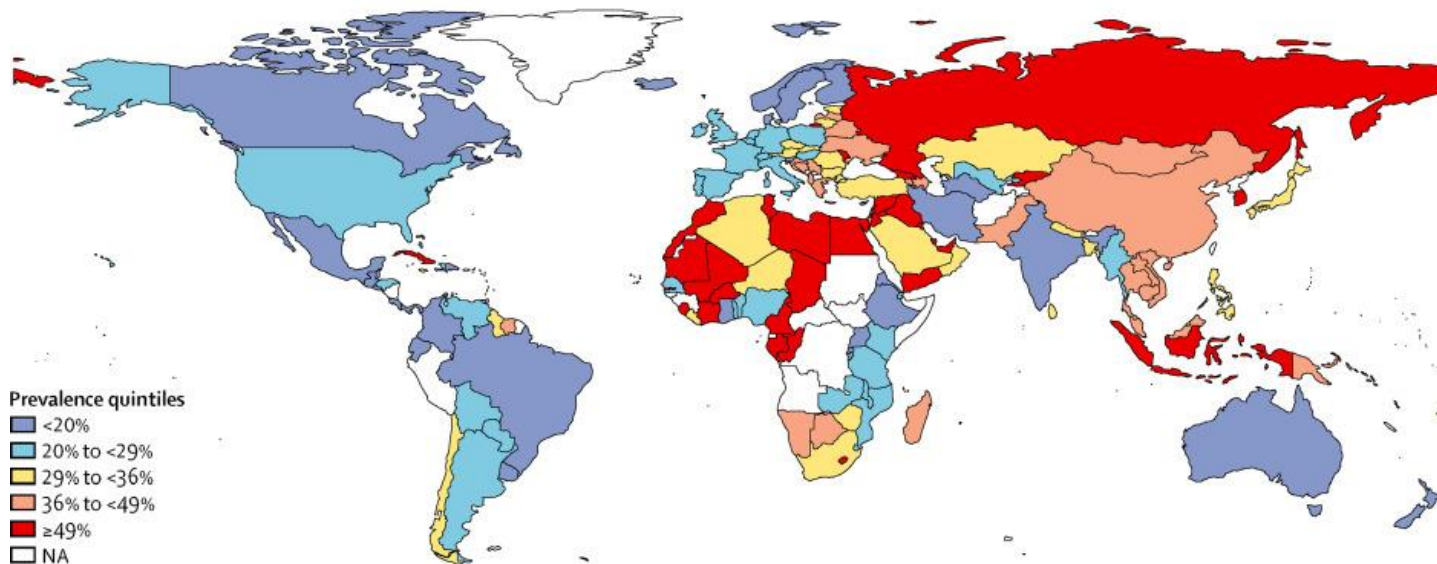 Prevalence quintiles
<20%
20% to <29%
29% to <36%
36% to <49%
≥49%
NA